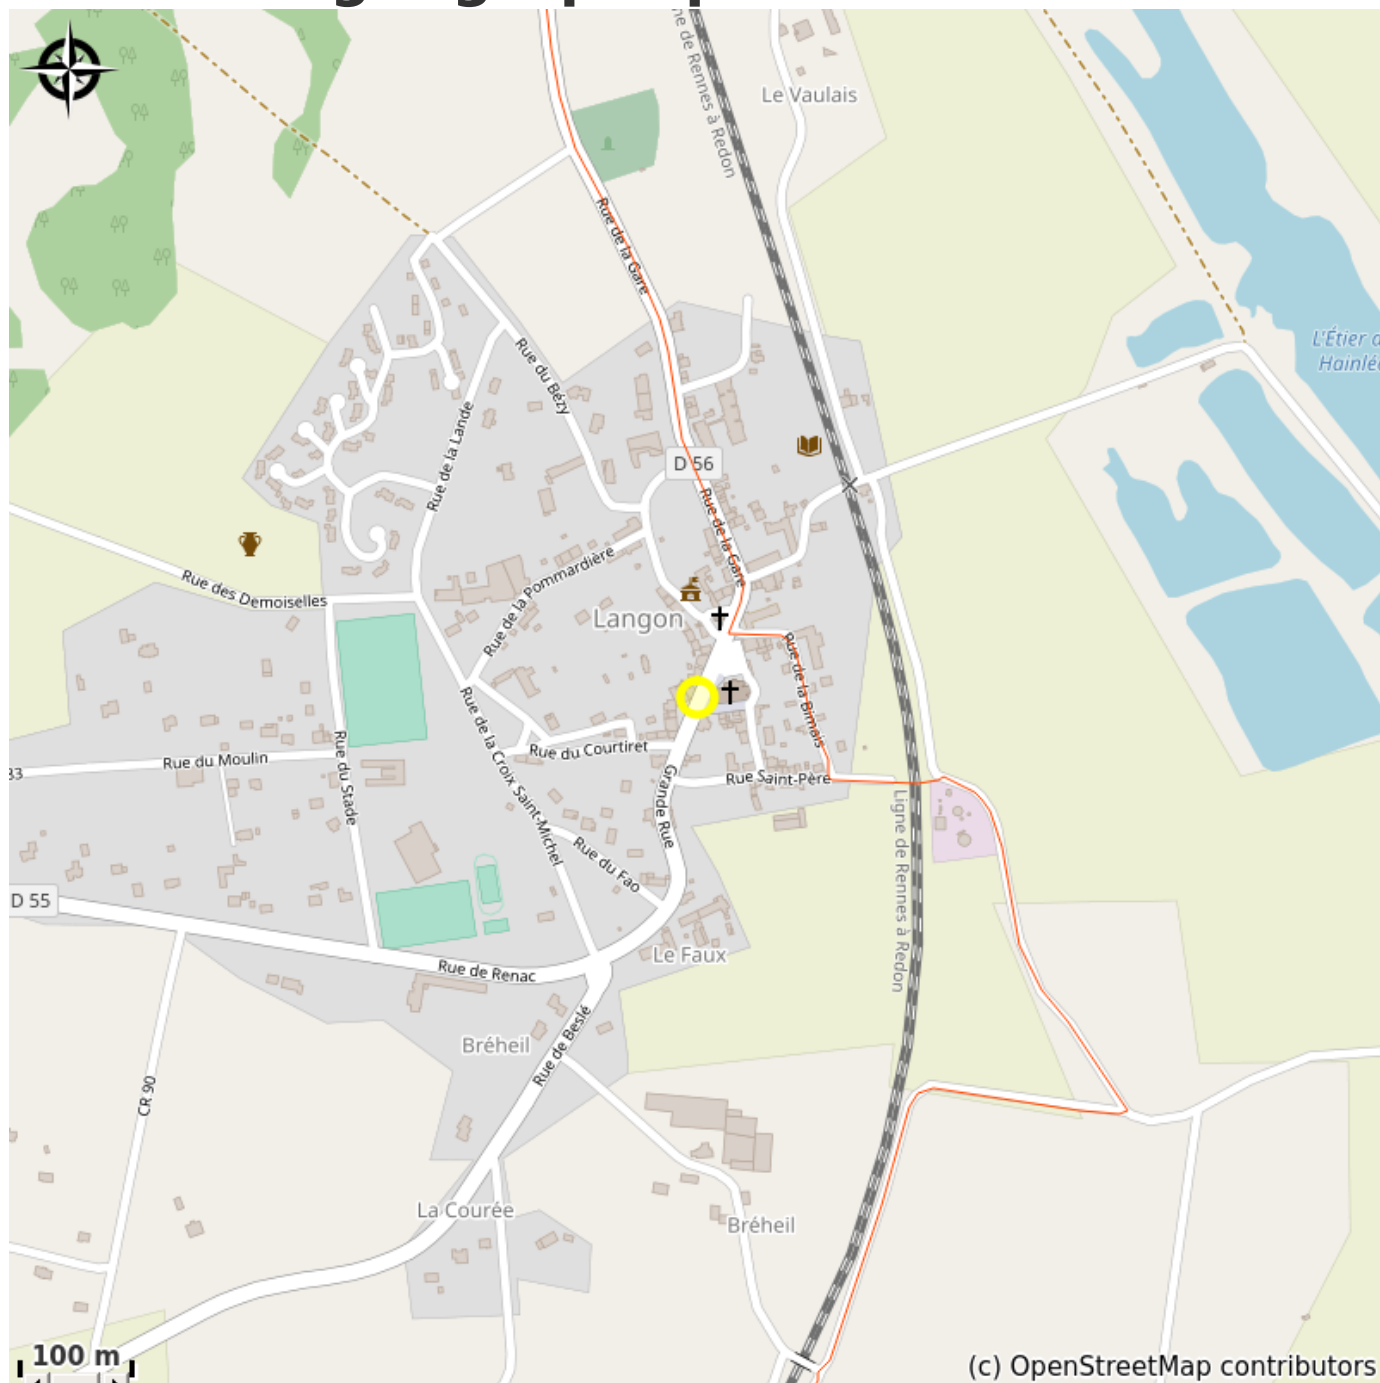 Ligne de Rennes à Redon
Le Vaulais
Rue de la Gare
L'Étier
Hainlé
Rue du Bézy
Rue de la Lande
D 56
Rue de la Gare
Rue de la Pommardière
Rue des Demoiselles
Langon
Rue de la Bimais
Rue de la Croix Saint-Michel
Rue du Courtiret
Rue du Moulin
33
Rue du Stade
Grande Rue
Rue Saint-Père
Ligne de Rennes à Redon
Rue du Fao
D 55
Le Faux
Rue de Renac
Bréheil
Rue de Beslé
CR 90
La Courée
Bréheil
100 m
(c) OpenStreetMap contributors